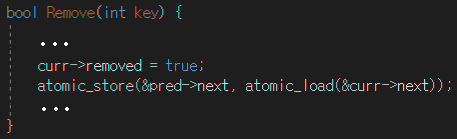 bool Remove(int key) {
...
curr->removed = true;
atomic_store(&pred->next, atomic_load(&curr->next));
...
}